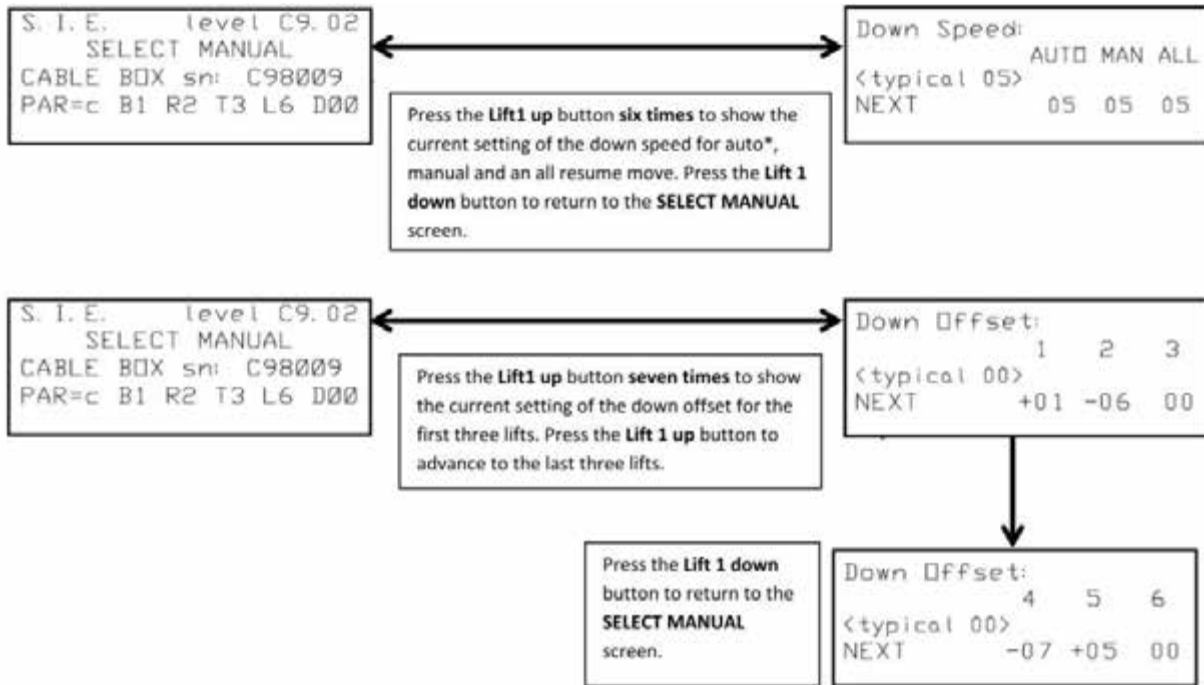 S. I. E. level C9.02
SELECT MANUAL
CABLE BOX sn: C98009
PAR=c B1 R2 T3 L6 D00
Down Speed:
AUTO MAN ALL
<typical 05>
NEXT 05 05 05
Press the Lift1 up button six times to show the
current setting of the down speed for auto*,
manual and an all resume move. Press the Lift 1
down button to return to the SELECT MANUAL
screen.
S. I. E. level C9.02
SELECT MANUAL
CABLE BOX sn: C98009
PAR=c B1 R2 T3 L6 D00
Down Offset:
1 2 3
<typical 00>
NEXT +01 -06 00
Press the Lift1 up button seven times to show
the current setting of the down offset for the
first three lifts. Press the Lift 1 up button to
advance to the last three lifts.
Press the Lift 1 down
button to return to the
SELECT MANUAL
screen.
Down Offset:
4 5 6
<typical 00>
NEXT -07 +05 00